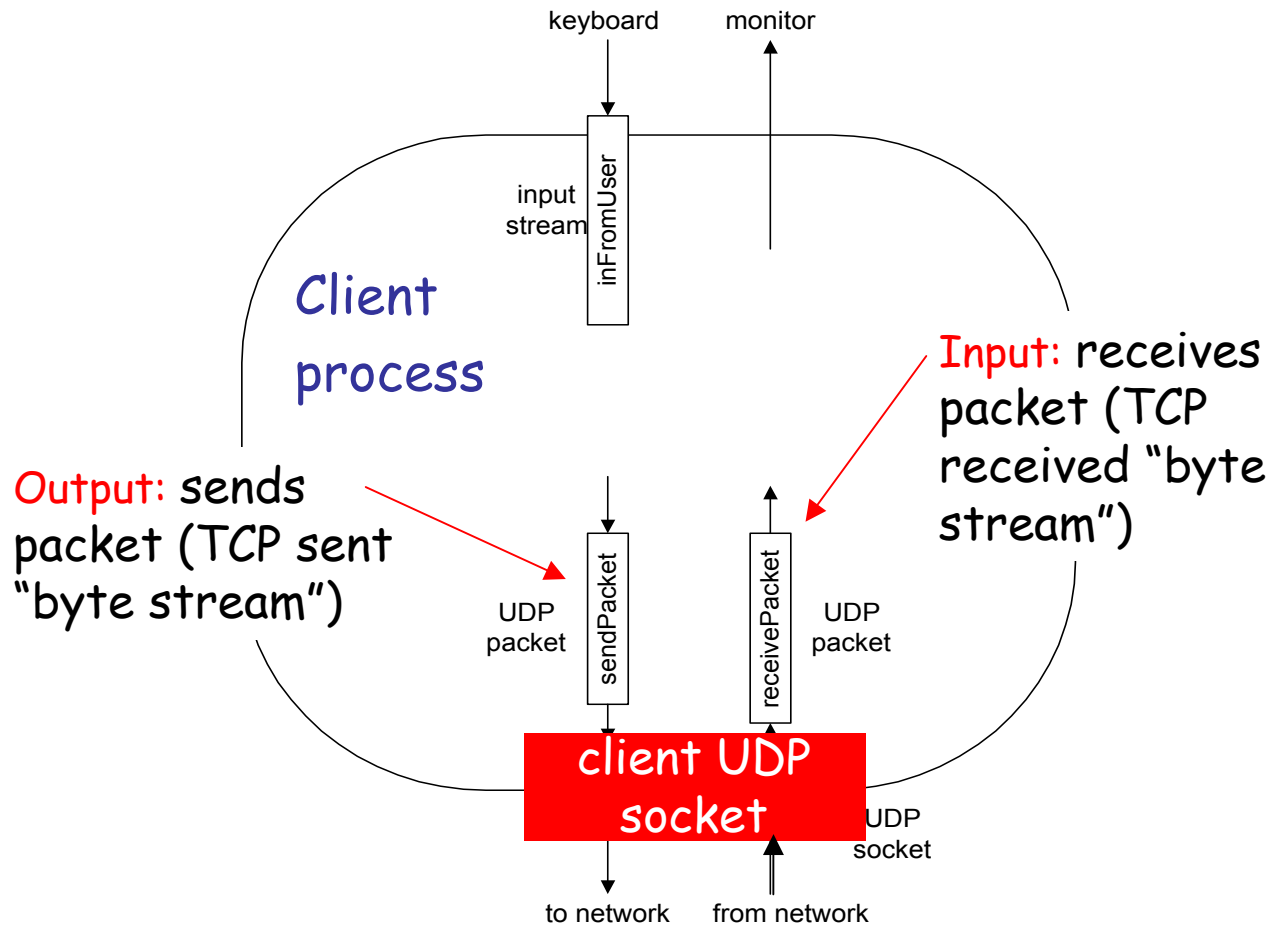 keyboard
monitor
input
stream
inFromUser
Client
process
Input: receives
packet (TCP
received “byte
stream”)
Output: sends
packet (TCP sent
“byte stream”)
UDP
packet
sendPacket
receivePacket
UDP
packet
client UDP
socket
UDP
socket
to network
from network